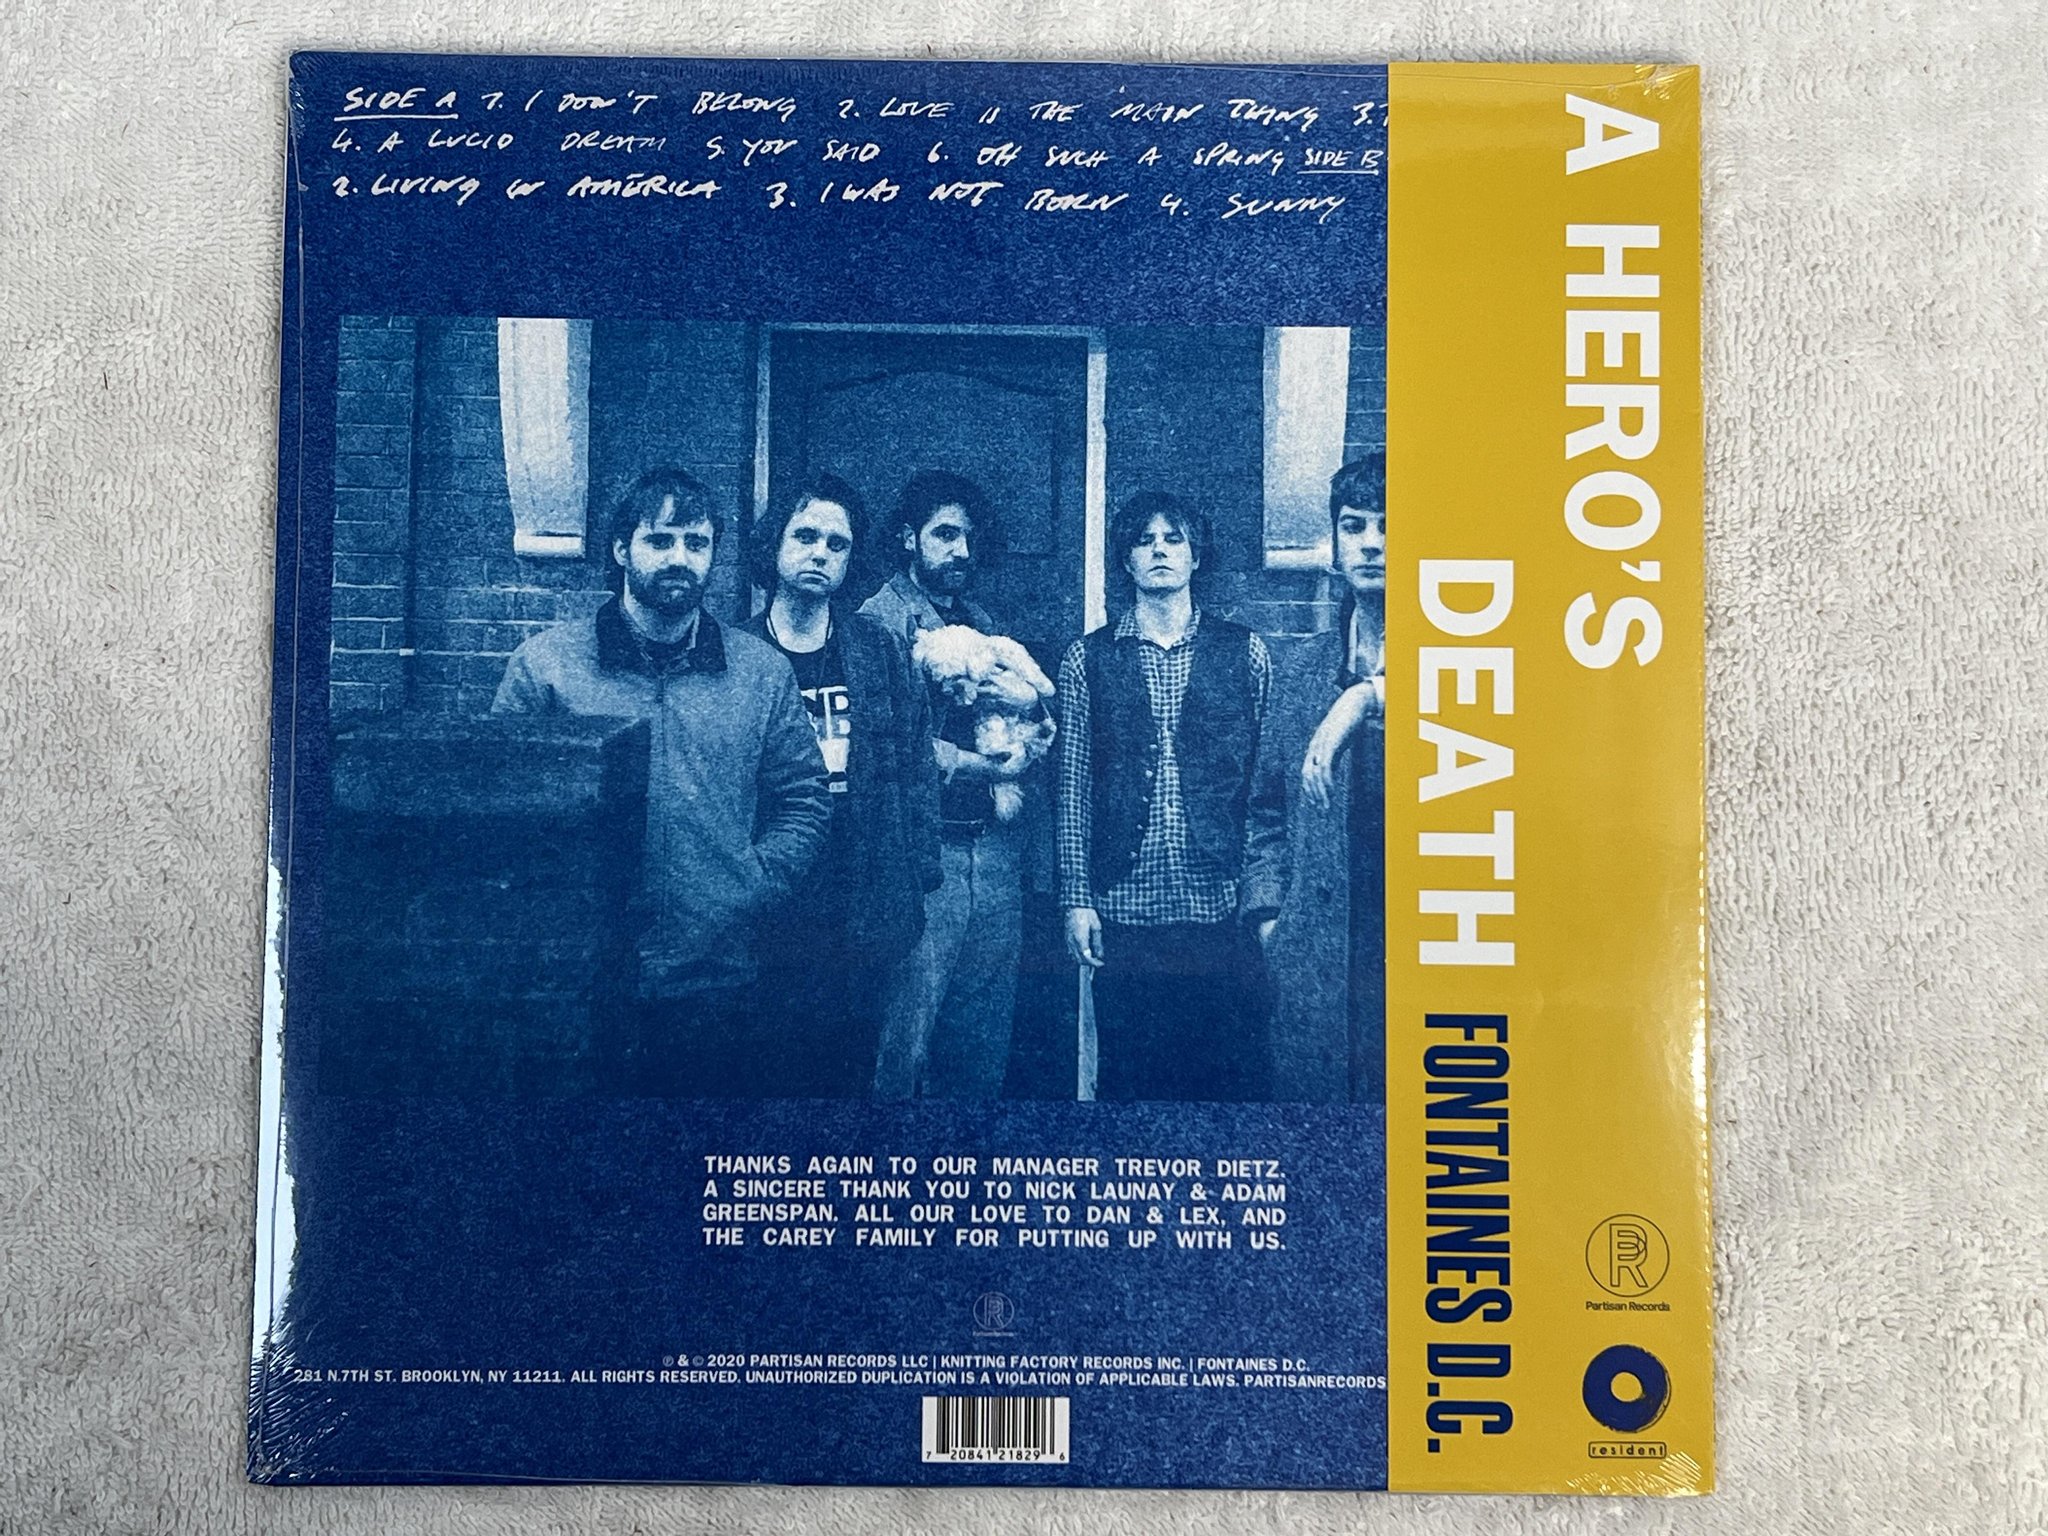 SIDE A 1. I DON'T BELONG 2. LOVE IS THE MAIN THING 3.
4. A LUCID DREAM 5. YOU SAID 6. OH SUCH A SPRING SIDE B
2. LIVING IN AMERICA 3. I WAS NOT BORN 4. SUNNY
THANKS AGAIN TO OUR MANAGER TREVOR DIETZ.
A SINCERE THANK YOU TO NICK LAUNAY & ADAM
GREENSPAN. ALL OUR LOVE TO DAN & LEX, AND
THE CAREY FAMILY FOR PUTTING UP WITH US.
℗ & © 2020 PARTISAN RECORDS LLC | KNITTING FACTORY RECORDS INC. | FONTAINES D.C.
281 N.7TH ST. BROOKLYN, NY 11211. ALL RIGHTS RESERVED. UNAUTHORIZED DUPLICATION IS A VIOLATION OF APPLICABLE LAWS. PARTISANRECORDS
7 20841 21829 6
A HERO'S
DEATH
FONTAINES D.C.
PR
Partisan Records
resident